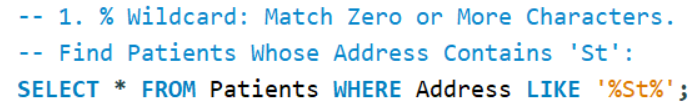 -- 1. % Wildcard: Match Zero or More Characters.
-- Find Patients Whose Address Contains 'St':
SELECT * FROM Patients WHERE Address LIKE '%St%';